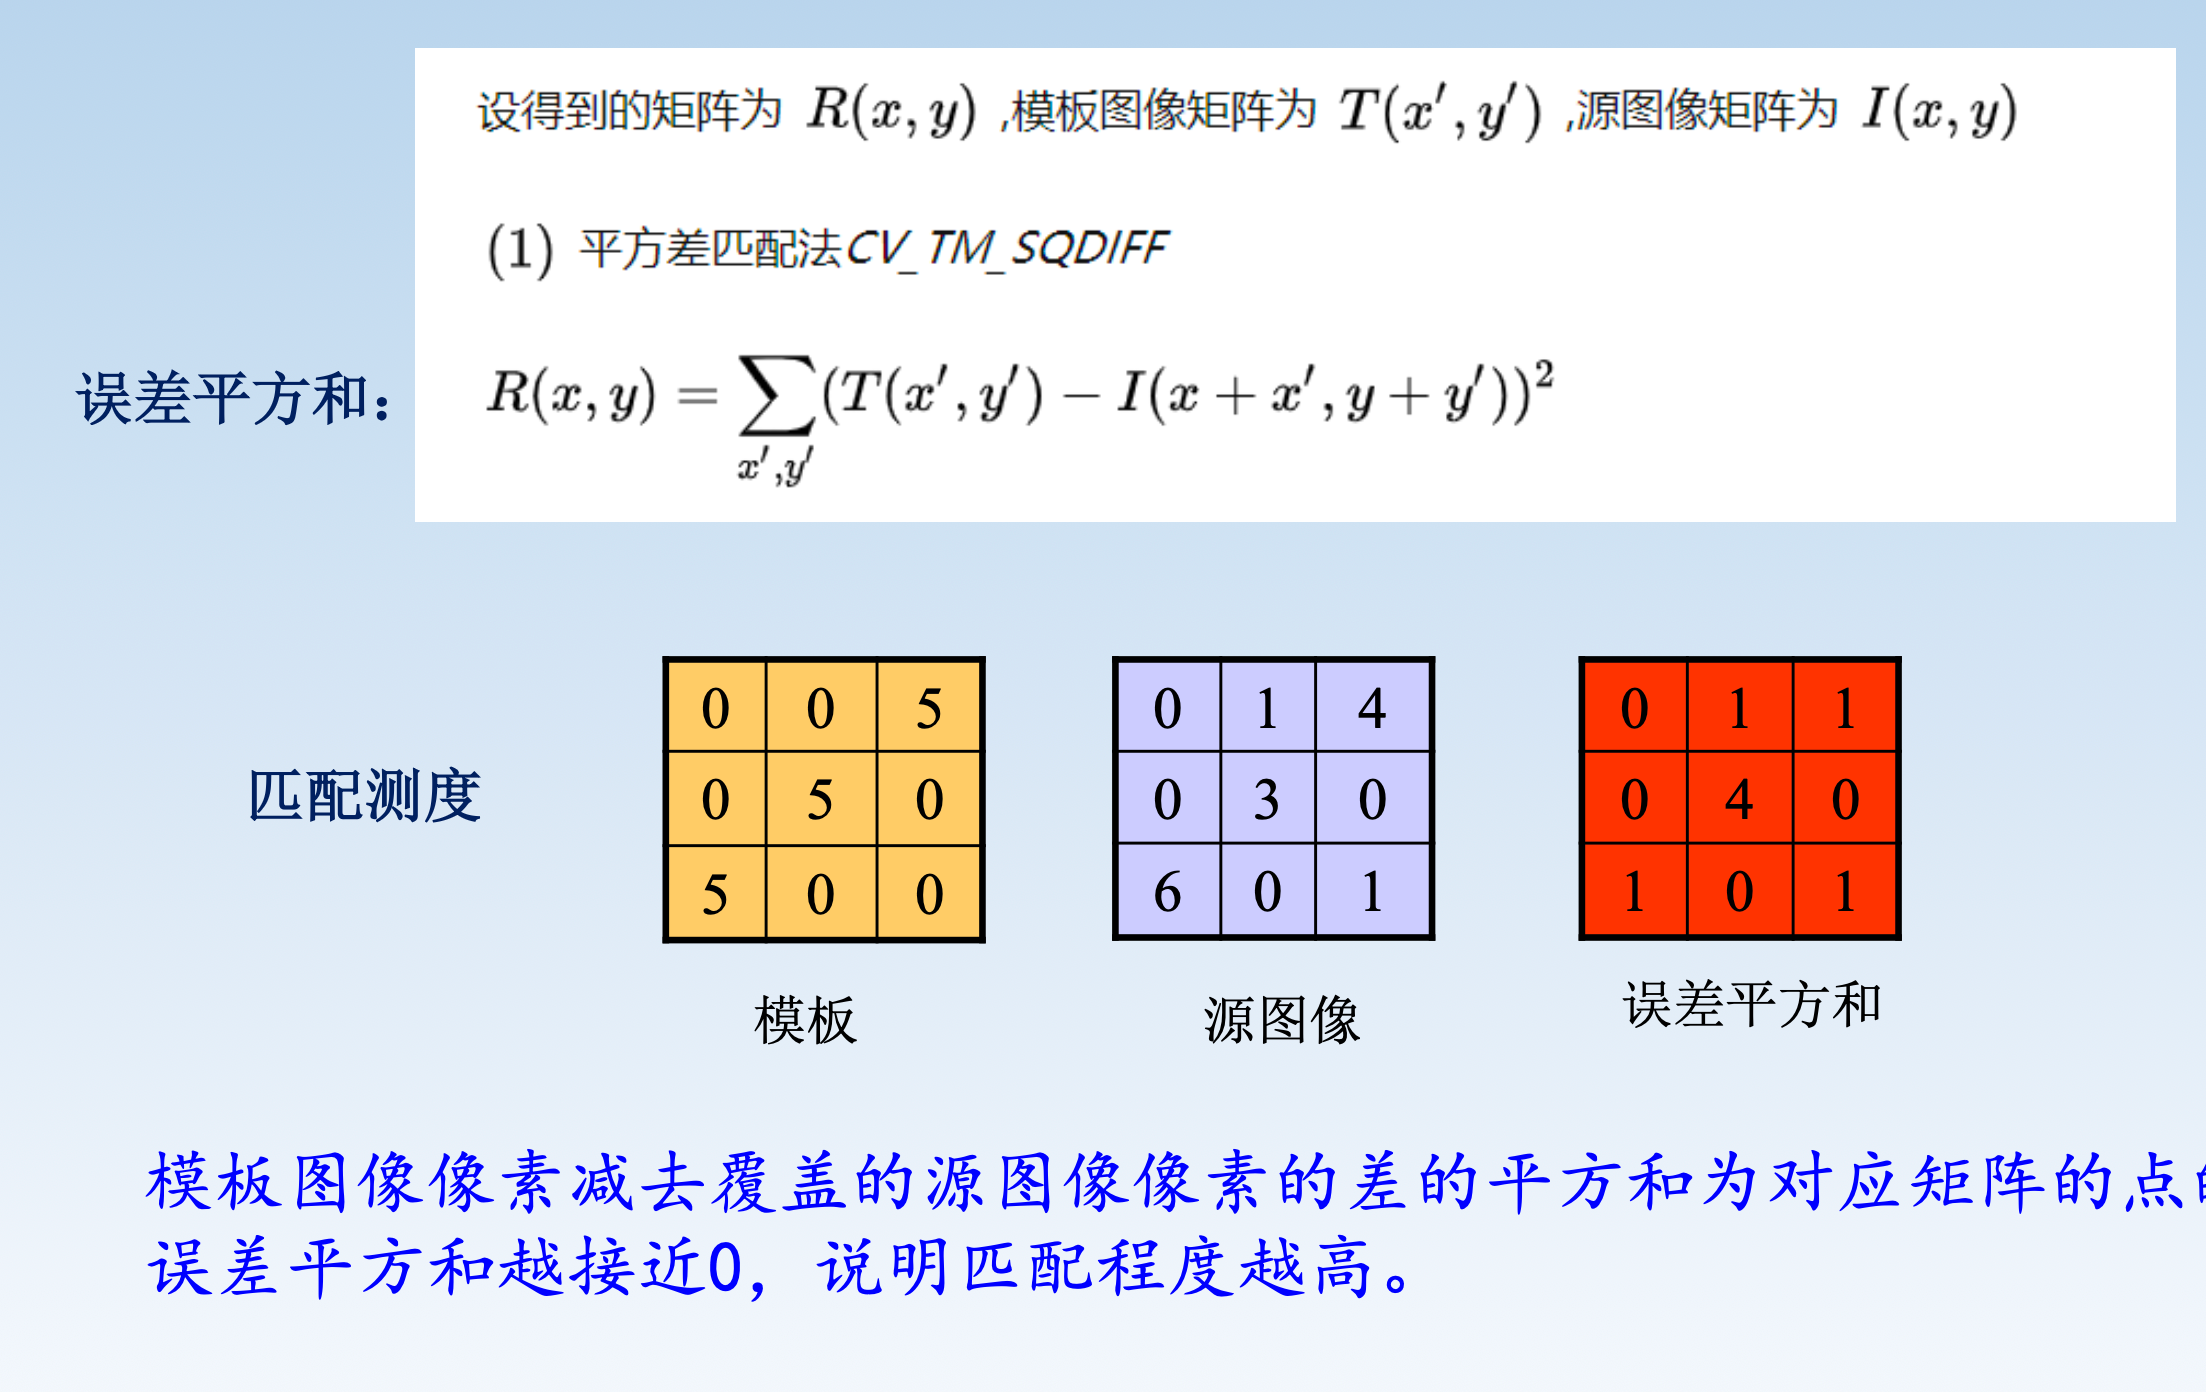 设得到的矩阵为 R(x, y) ,模板图像矩阵为 T(x′, y′) ,源图像矩阵为 I(x, y)
(1) 平方差匹配法CV_TM_SQDIFF
误差平方和：
R(x, y) = ∑(T(x′, y′) − I(x + x′, y + y′))²
x′,y′
0 0 5 0 1 4 0 1 1
匹配测度
0 5 0 0 3 0 0 4 0
5 0 0 6 0 1 1 0 1
模板 源图像 误差平方和
模板图像像素减去覆盖的源图像像素的差的平方和为对应矩阵的点
误差平方和越接近0，说明匹配程度越高。